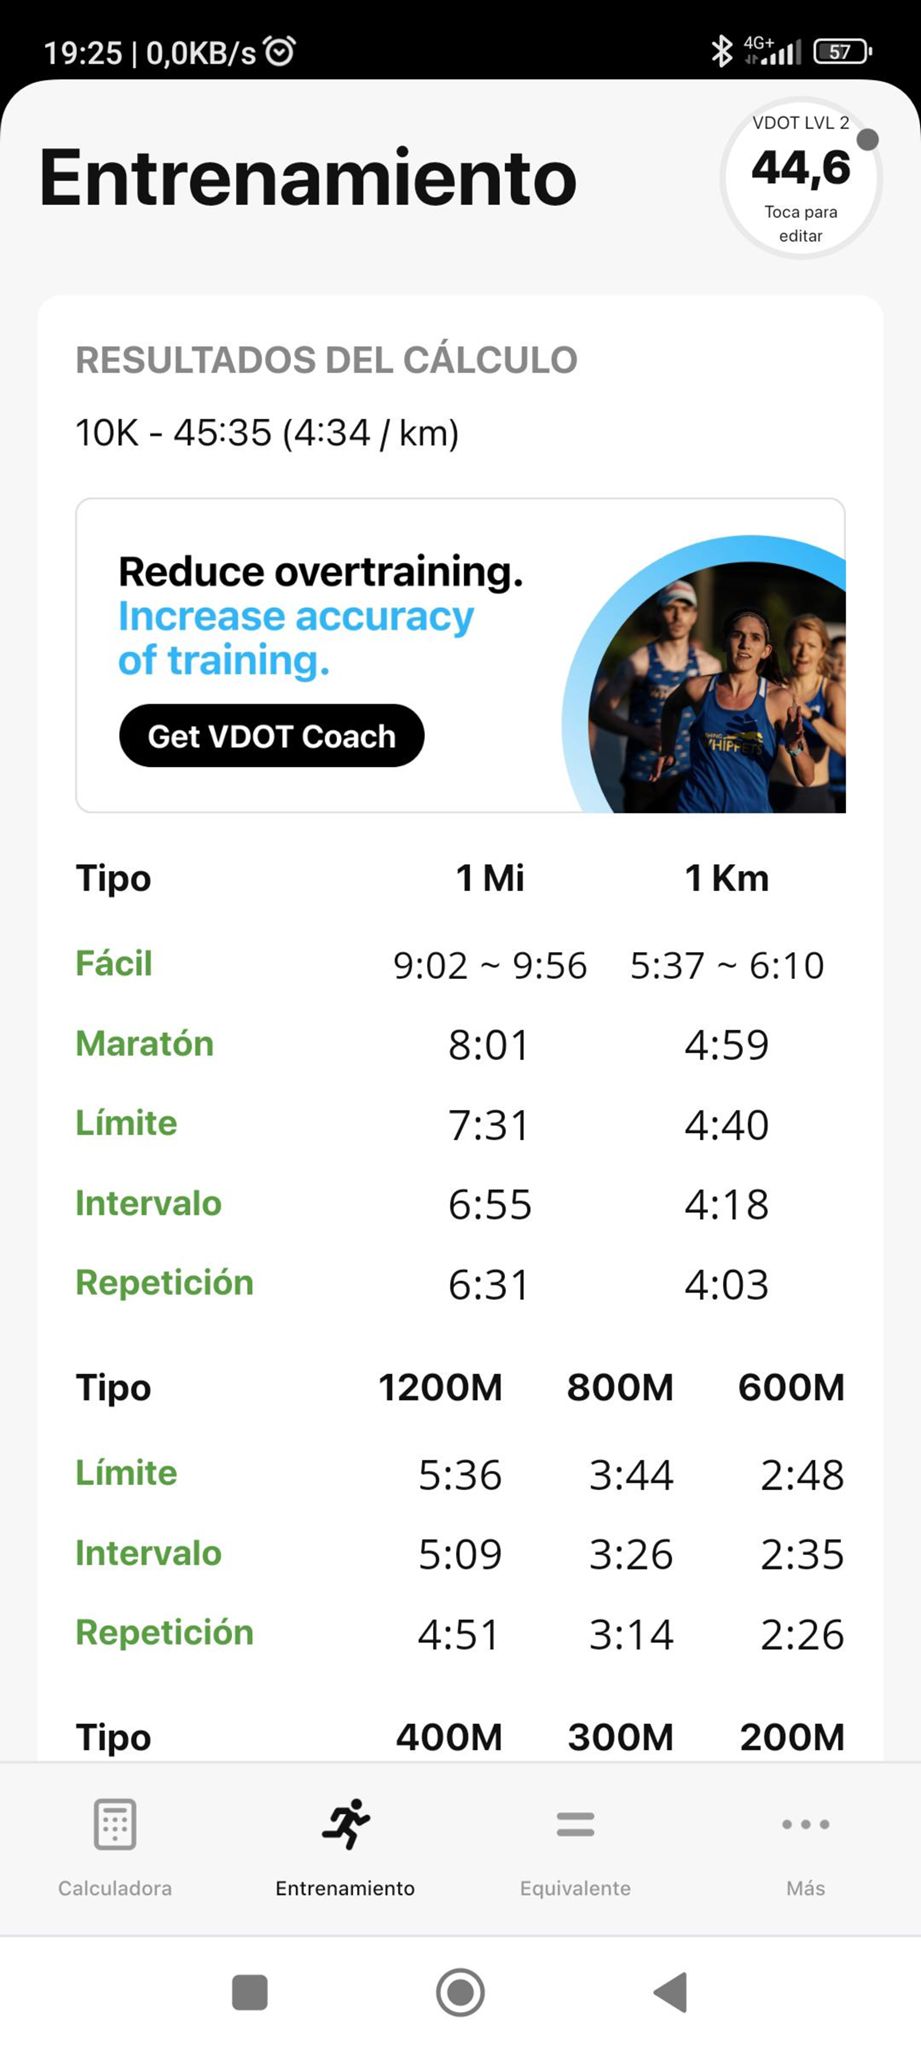 19:25 | 0,0KB/s
4G+
57
Entrenamiento
VDOT LVL 2
44,6
Toca para
editar
RESULTADOS DEL CÁLCULO
10K - 45:35 (4:34 / km)
Reduce overtraining.
Increase accuracy
of training.
Get VDOT Coach
WHIPPETS
Tipo 1 Mi 1 Km
Fácil 9:02 ~ 9:56 5:37 ~ 6:10
Maratón 8:01 4:59
Límite 7:31 4:40
Intervalo 6:55 4:18
Repetición 6:31 4:03
Tipo 1200M 800M 600M
Límite 5:36 3:44 2:48
Intervalo 5:09 3:26 2:35
Repetición 4:51 3:14 2:26
Tipo 400M 300M 200M
Calculadora Entrenamiento Equivalente Más